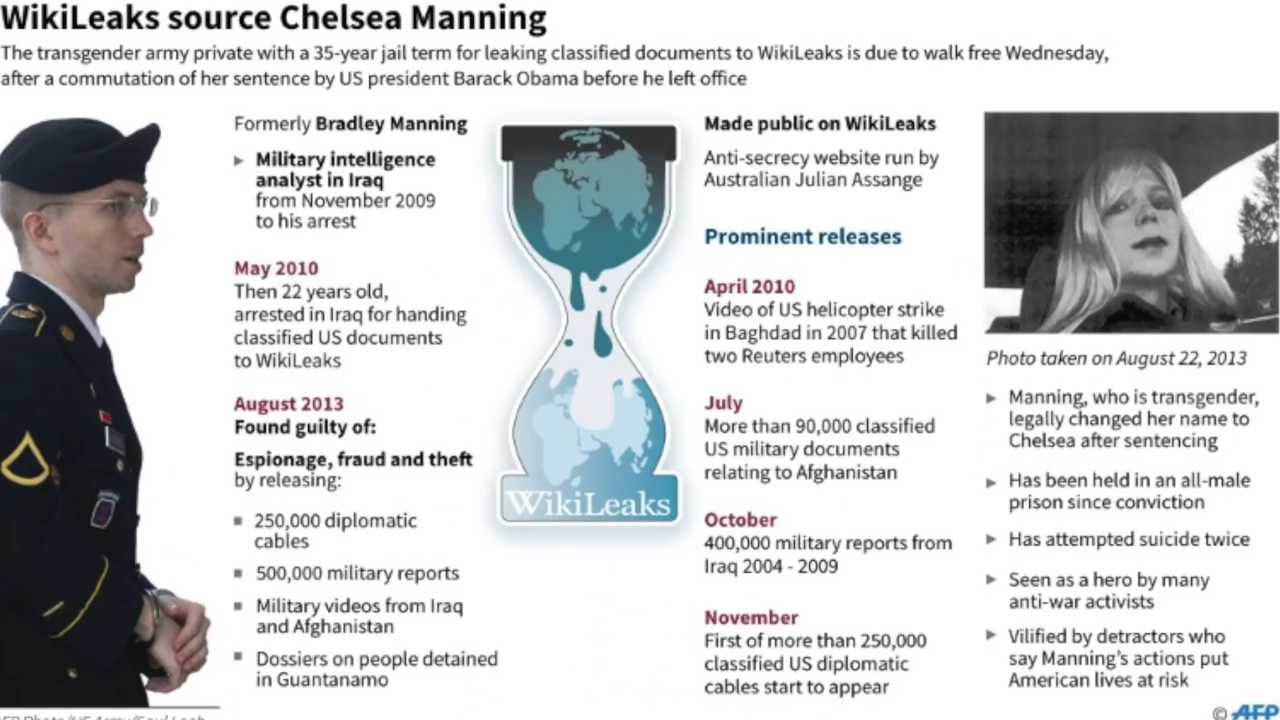 WikiLeaks source Chelsea Manning
The transgender army private with a 35-year jail term for leaking classified documents to WikiLeaks is due to walk free Wednesday,
after a commutation of her sentence by US president Barack Obama before he left office
Formerly Bradley Manning
Military intelligence
analyst in Iraq
from November 2009
to his arrest
May 2010
Then 22 years old,
arrested in Iraq for handing
classified US documents
to WikiLeaks
August 2013
Found guilty of:
Espionage, fraud and theft
by releasing:
250,000 diplomatic
cables
500,000 military reports
Military videos from Iraq
and Afghanistan
Dossiers on people detained
in Guantanamo
WikiLeaks
Made public on WikiLeaks
Anti-secrecy website run by
Australian Julian Assange
Prominent releases
April 2010
Video of US helicopter strike
in Baghdad in 2007 that killed
two Reuters employees
July
More than 90,000 classified
US military documents
relating to Afghanistan
October
400,000 military reports from
Iraq 2004 - 2009
November
First of more than 250,000
classified US diplomatic
cables start to appear
Photo taken on August 22, 2013
Manning, who is transgender,
legally changed her name to
Chelsea after sentencing
Has been held in an all-male
prison since conviction
Has attempted suicide twice
Seen as a hero by many
anti-war activists
Vilified by detractors who
say Manning's actions put
American lives at risk
© AFP